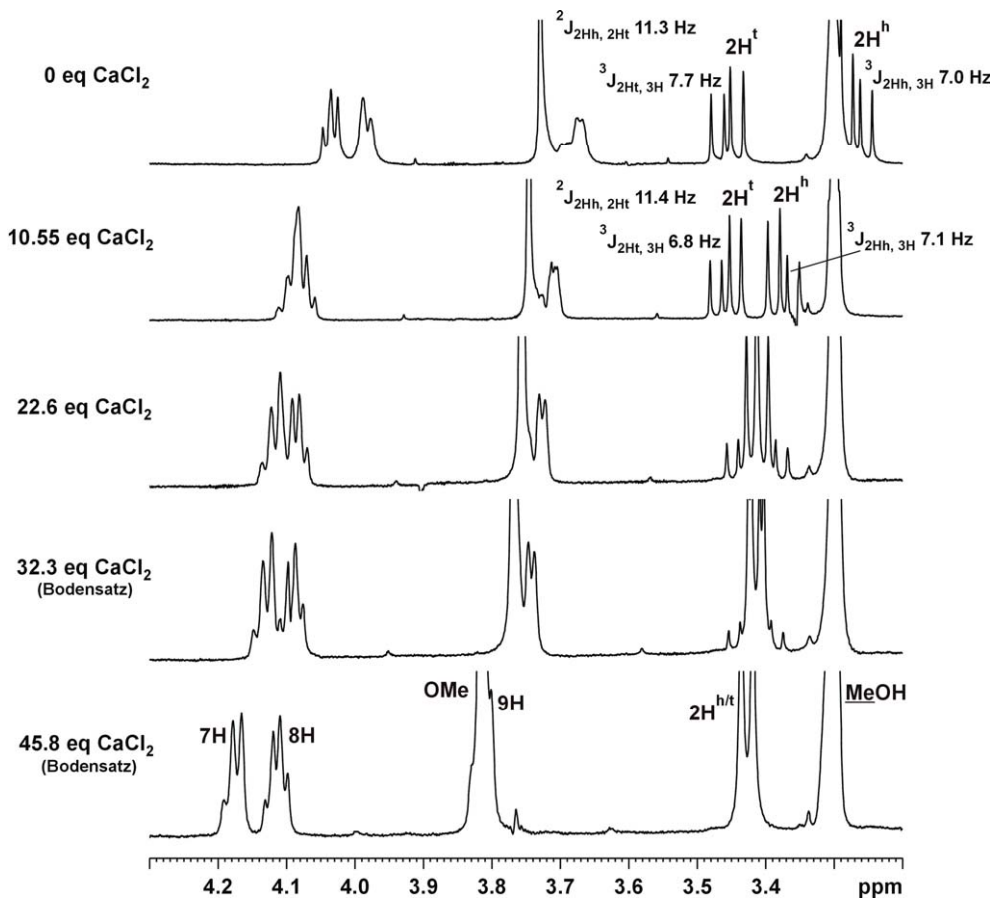 ²J₂Hh, 2Ht 11.3 Hz
2Hᵗ
2Hʰ
0 eq CaCl₂
³J₂Ht, 3H 7.7 Hz
³J₂Hh, 3H 7.0 Hz
²J₂Hh, 2Ht 11.4 Hz
2Hᵗ
2Hʰ
10.55 eq CaCl₂
³J₂Ht, 3H 6.8 Hz
³J₂Hh, 3H 7.1 Hz
22.6 eq CaCl₂
32.3 eq CaCl₂
(Bodensatz)
OMe
9H
2Hʰ/ᵗ
MeOH
7H
8H
45.8 eq CaCl₂
(Bodensatz)
4.2 4.1 4.0 3.9 3.8 3.7 3.6 3.5 3.4 ppm